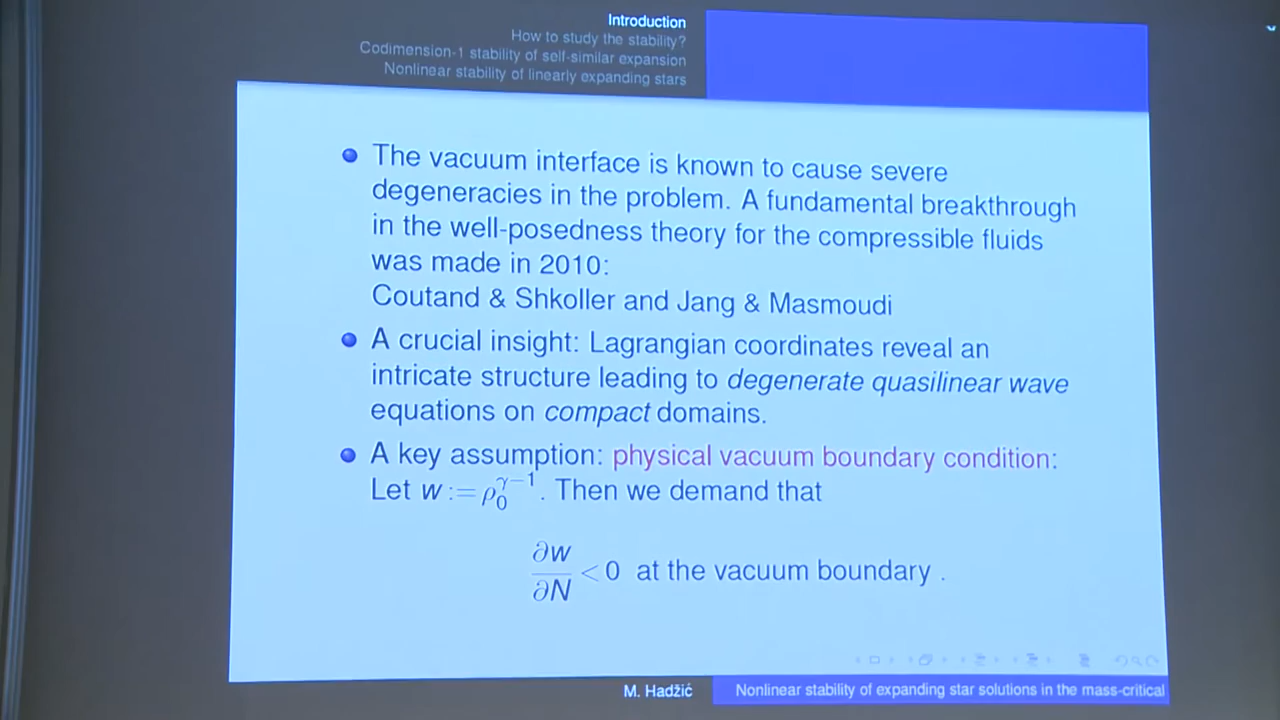 Introduction
How to study the stability?
Codimension-1 stability of self-similar expansion
Nonlinear stability of linearly expanding stars
The vacuum interface is known to cause severe
degeneracies in the problem. A fundamental breakthrough
in the well-posedness theory for the compressible fluids
was made in 2010:
Coutand & Shkoller and Jang & Masmoudi
A crucial insight: Lagrangian coordinates reveal an
intricate structure leading to degenerate quasilinear wave
equations on compact domains.
A key assumption: physical vacuum boundary condition:
Let w := ρ₀^{γ−1}. Then we demand that
∂w/∂N < 0 at the vacuum boundary .
M. Hadžić
Nonlinear stability of expanding star solutions in the mass-critical